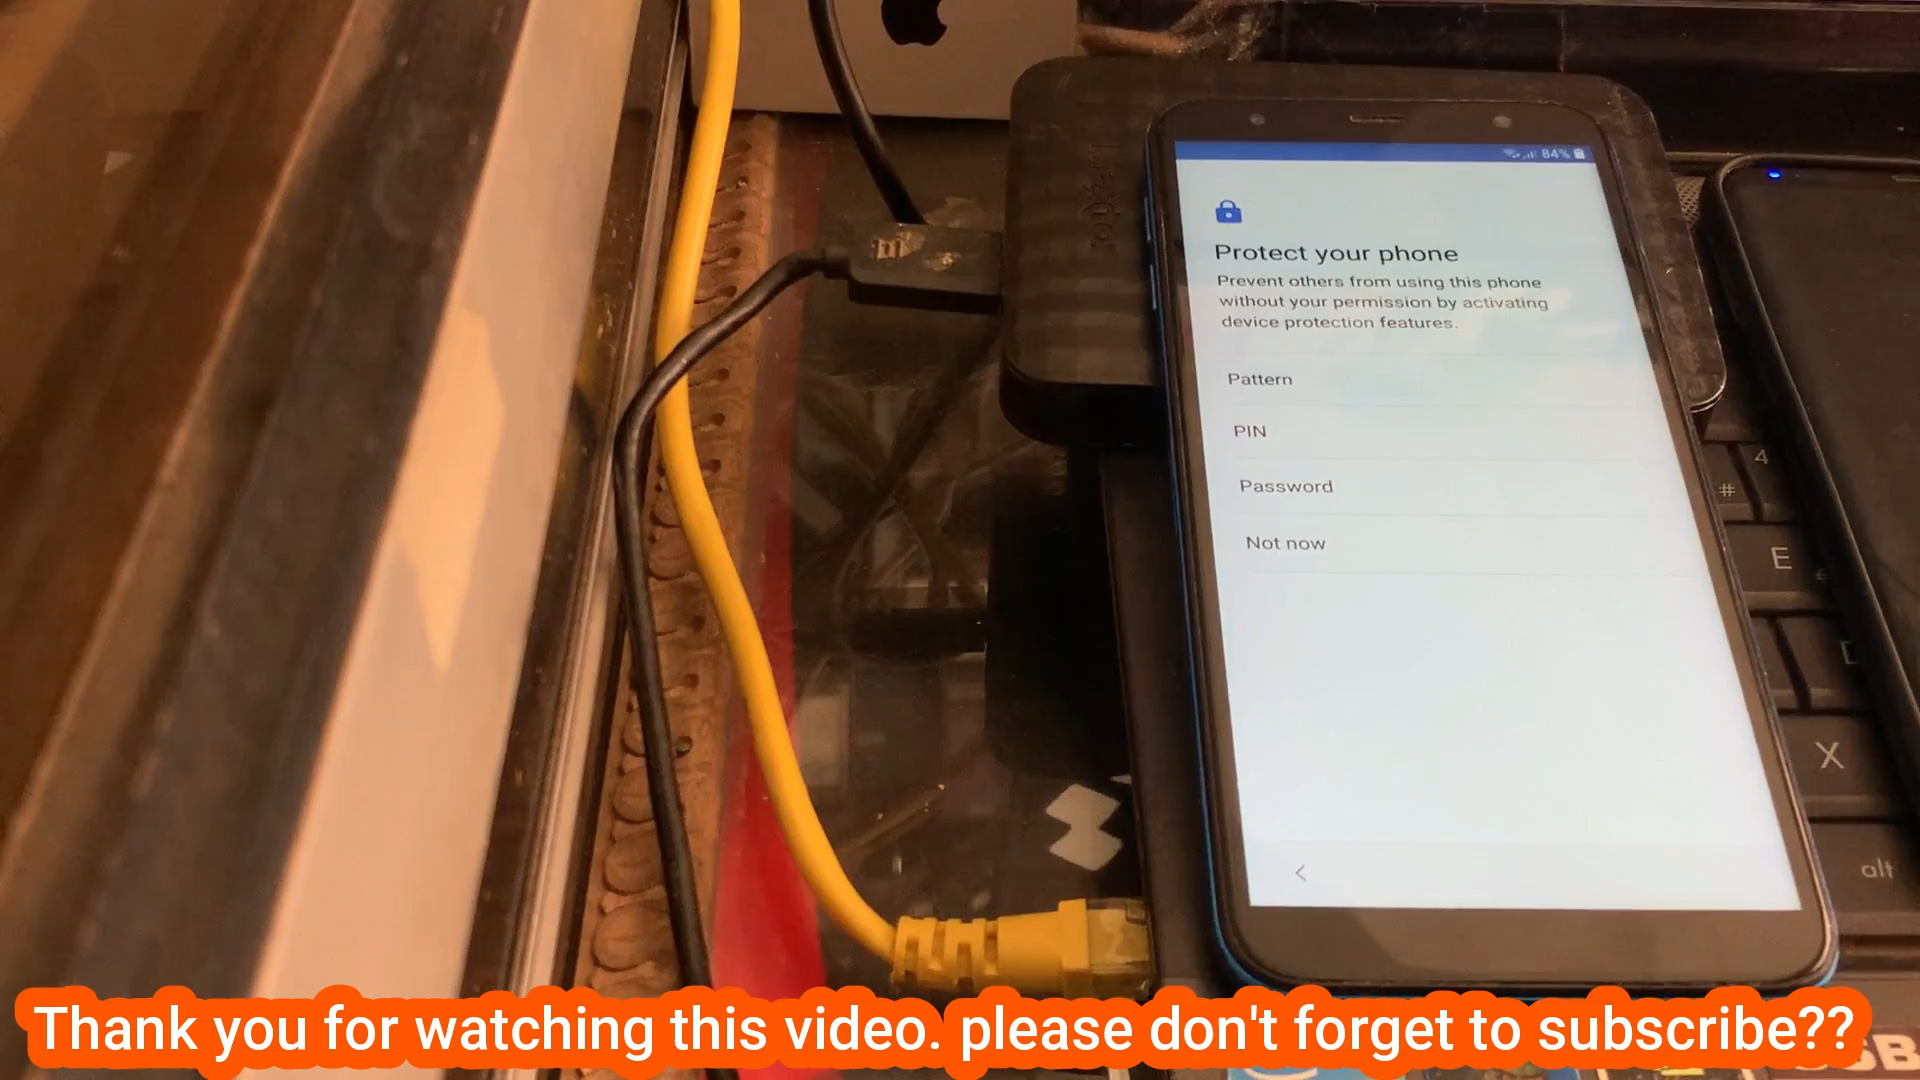 84%
Protect your phone
Prevent others from using this phone
without your permission by activating
device protection features.
Pattern
PIN
Password
Not now
4
#
E
X
alt
Thank you for watching this video. please don't forget to subscribe??